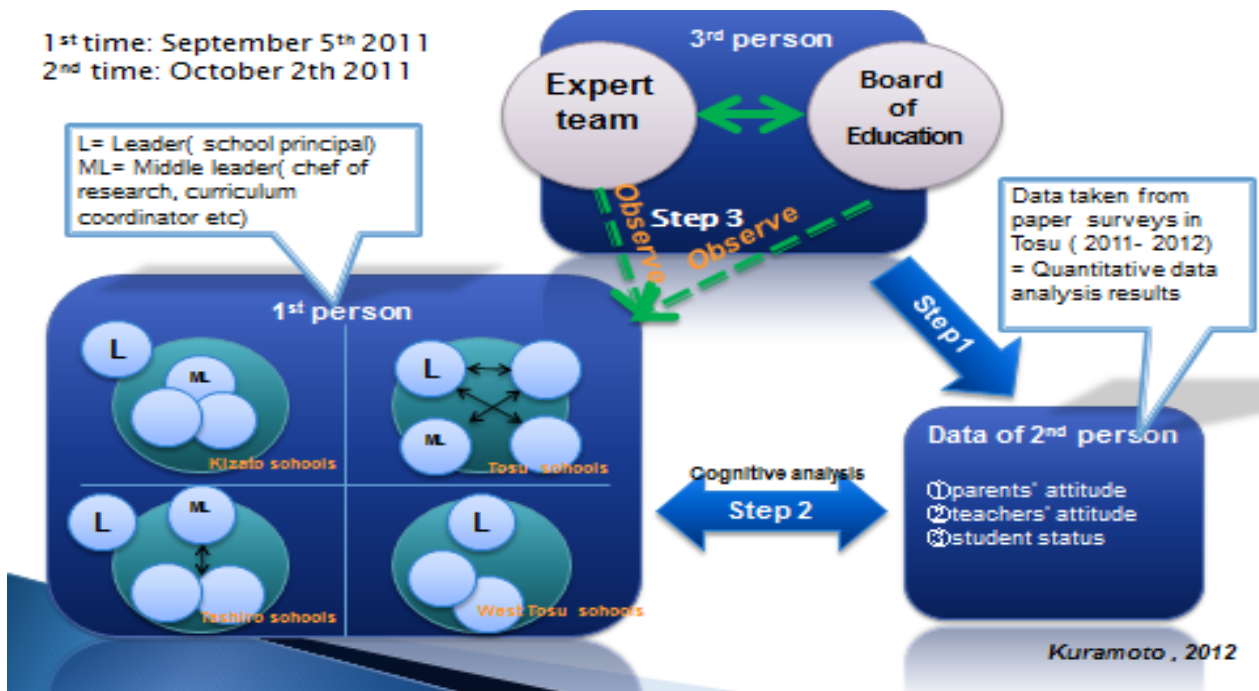 1st time: September 5th 2011
2nd time: October 2th 2011
3rd person
Expert
team
Board
of
Education
L= Leader( school principal)
ML= Middle leader( chef of
research, curriculum
coordinator etc)
Observe
Step 3
Observe
Data taken from
paper surveys in
Tosu ( 2011- 2012)
= Quantitative data
analysis results
Step1
1st person
L
ML
Kizato sohools
L
ML
Tosu sohools
L
ML
Tashiro sohools
L
West Tosu sohools
Cognitive analysis
Step 2
Data of 2nd person
①parents' attitude
②teachers' attitude
③student status
Kuramoto , 2012